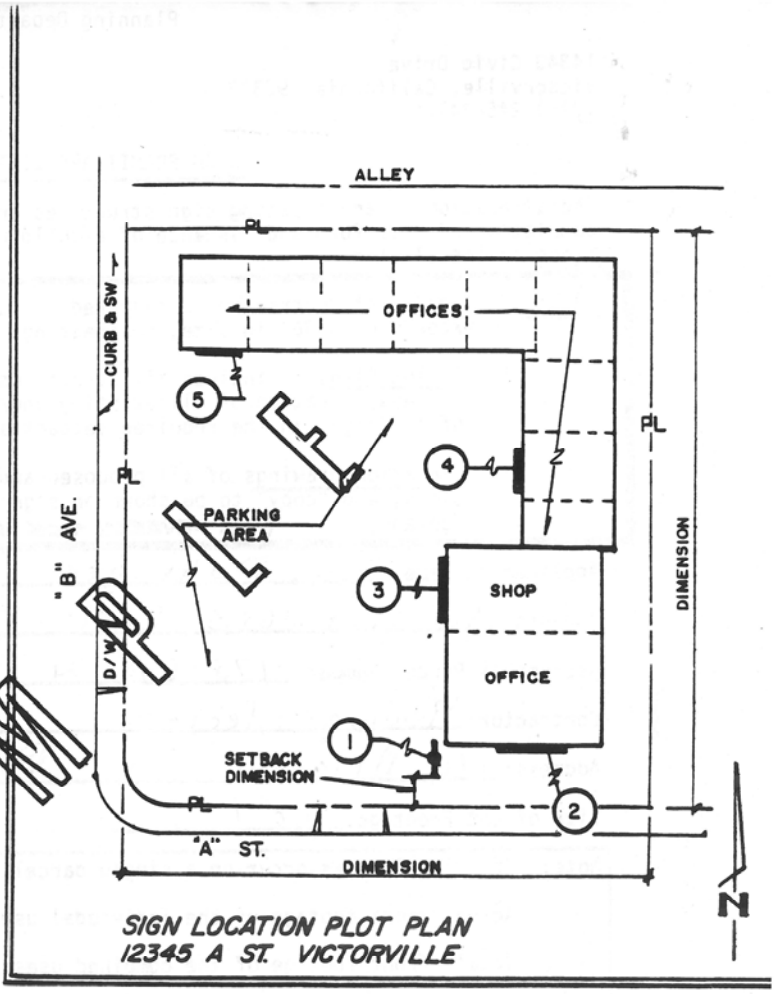 ALLEY
PL
CURB & SW
OFFICES
5
PL
4
PL
PARKING
AREA
"B" AVE.
DIMENSION
3
SHOP
D/W
OFFICE
1
SETBACK
DIMENSION
2
PL
"A" ST.
DIMENSION
N
SIGN LOCATION PLOT PLAN
12345 A ST. VICTORVILLE